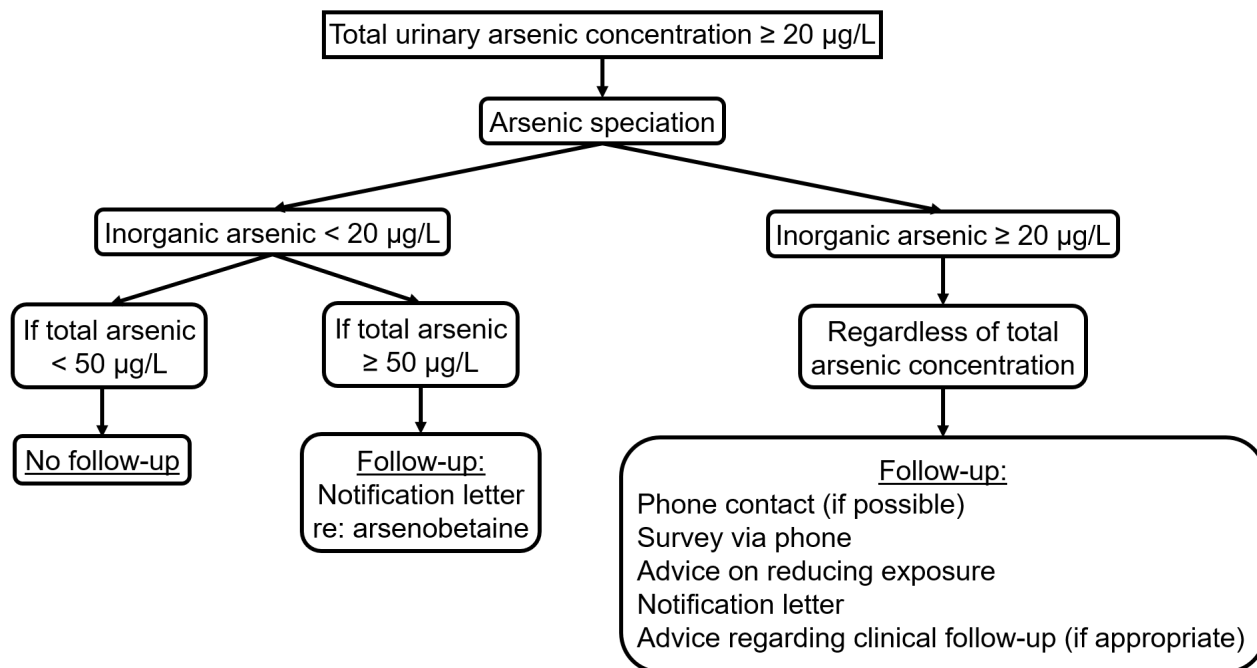 Total urinary arsenic concentration ≥ 20 µg/L
Arsenic speciation
Inorganic arsenic < 20 µg/L
Inorganic arsenic ≥ 20 µg/L
If total arsenic
< 50 µg/L
If total arsenic
≥ 50 µg/L
Regardless of total
arsenic concentration
No follow-up
Follow-up:
Notification letter
re: arsenobetaine
Follow-up:
Phone contact (if possible)
Survey via phone
Advice on reducing exposure
Notification letter
Advice regarding clinical follow-up (if appropriate)